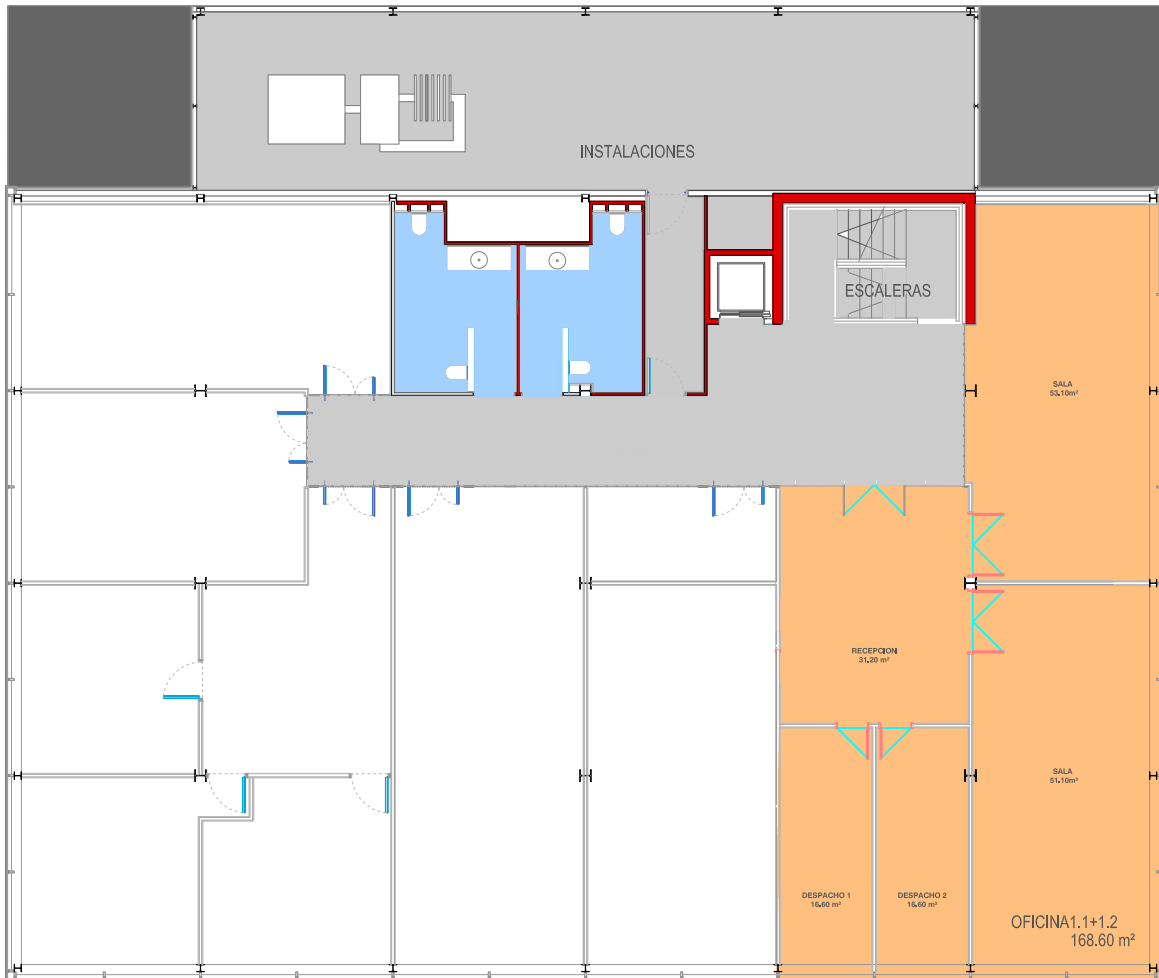 INSTALACIONES
ESCALERAS
SALA
53.10m²
RECEPCION
31.20 m²
SALA
51.10m²
DESPACHO 1
16.60 m²
DESPACHO 2
16.60 m²
OFICINA1.1+1.2
168.60 m²